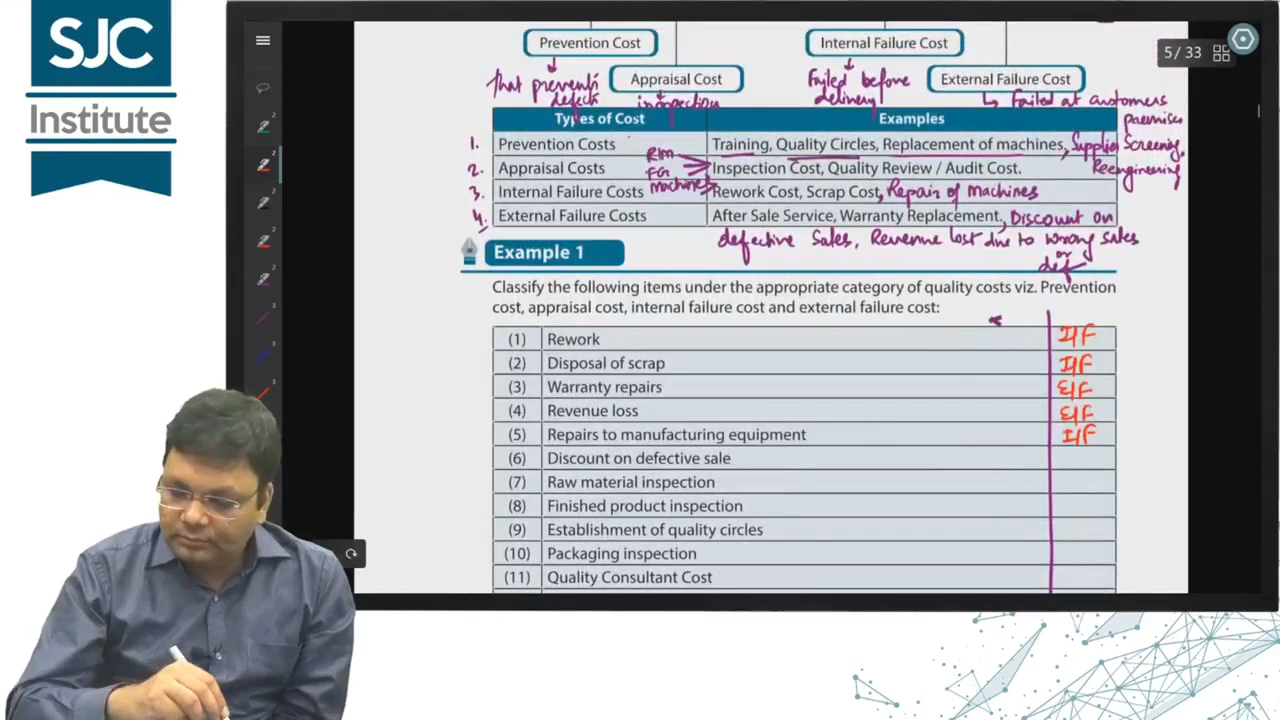 SJC
Institute
5 / 33
Prevention Cost
Internal Failure Cost
that preventi defects
Appraisal Cost
inspection
Failed before delivery
External Failure Cost
Failed at customers premises
Types of Cost Examples
1. Prevention Costs Training, Quality Circles, Replacement of machines, Supplier Screening, Reengineering
2. Appraisal Costs RM FG machines Inspection Cost, Quality Review / Audit Cost.
3. Internal Failure Costs Rework Cost, Scrap Cost, Repair of Machines
4. External Failure Costs After Sale Service, Warranty Replacement., Discount on
defective Sales, Revenue lost due to wrong sales
or
def
Example 1
Classify the following items under the appropriate category of quality costs viz. Prevention
cost, appraisal cost, internal failure cost and external failure cost:
(1) Rework I/F
(2) Disposal of scrap I/F
(3) Warranty repairs E/F
(4) Revenue loss E/F
(5) Repairs to manufacturing equipment I/F
(6) Discount on defective sale
(7) Raw material inspection
(8) Finished product inspection
(9) Establishment of quality circles
(10) Packaging inspection
(11) Quality Consultant Cost